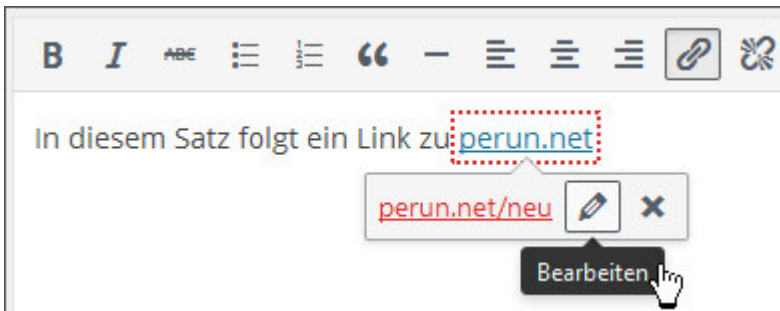 B I ABC
In diesem Satz folgt ein Link zu perun.net
perun.net/neu
Bearbeiten